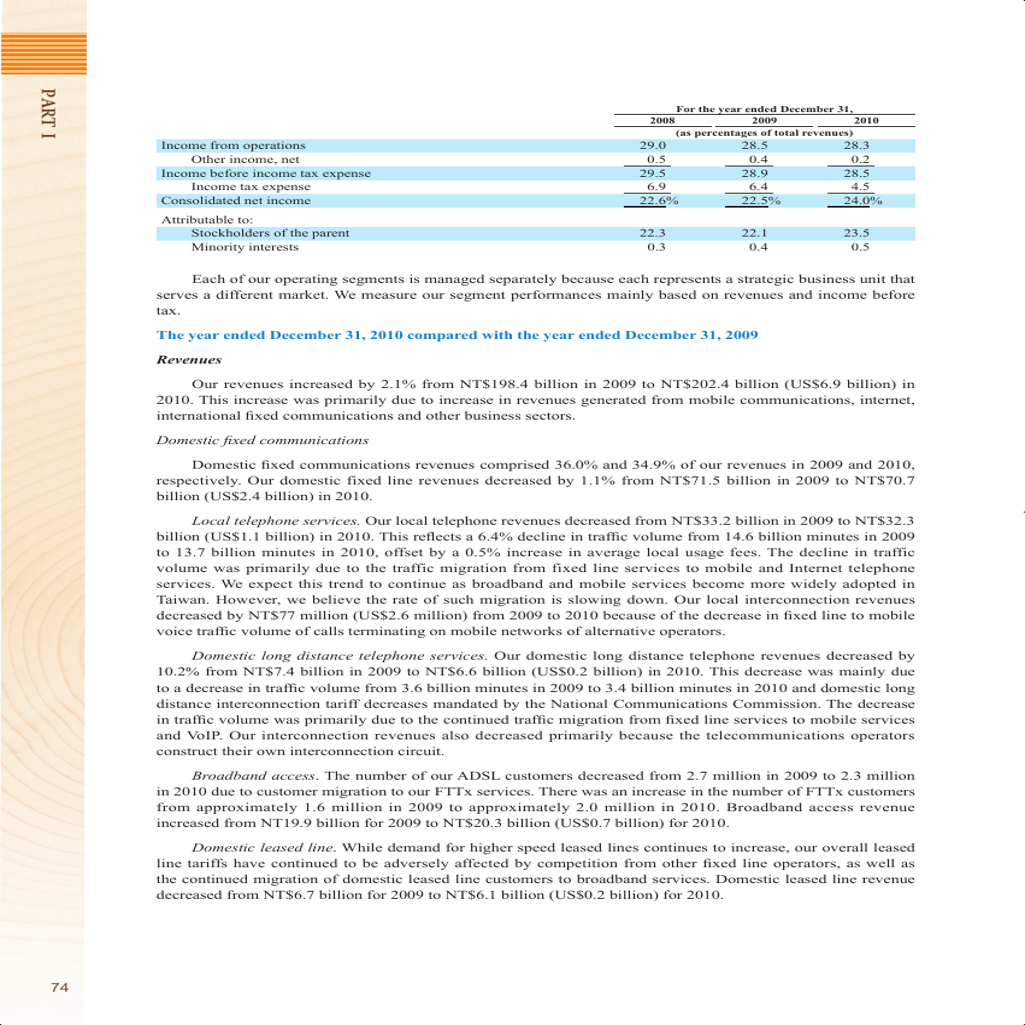 PART I
For the year ended December 31,
2008 2009 2010
(as percentages of total revenues)
Income from operations 29.0 28.5 28.3
Other income, net 0.5 0.4 0.2
Income before income tax expense 29.5 28.9 28.5
Income tax expense 6.9 6.4 4.5
Consolidated net income 22.6% 22.5% 24.0%
Attributable to:
Stockholders of the parent 22.3 22.1 23.5
Minority interests 0.3 0.4 0.5
Each of our operating segments is managed separately because each represents a strategic business unit that
serves a different market. We measure our segment performances mainly based on revenues and income before
tax.
The year ended December 31, 2010 compared with the year ended December 31, 2009
Revenues
Our revenues increased by 2.1% from NT$198.4 billion in 2009 to NT$202.4 billion (US$6.9 billion) in
2010. This increase was primarily due to increase in revenues generated from mobile communications, internet,
international fixed communications and other business sectors.
Domestic fixed communications
Domestic fixed communications revenues comprised 36.0% and 34.9% of our revenues in 2009 and 2010,
respectively. Our domestic fixed line revenues decreased by 1.1% from NT$71.5 billion in 2009 to NT$70.7
billion (US$2.4 billion) in 2010.
Local telephone services. Our local telephone revenues decreased from NT$33.2 billion in 2009 to NT$32.3
billion (US$1.1 billion) in 2010. This reflects a 6.4% decline in traffic volume from 14.6 billion minutes in 2009
to 13.7 billion minutes in 2010, offset by a 0.5% increase in average local usage fees. The decline in traffic
volume was primarily due to the traffic migration from fixed line services to mobile and Internet telephone
services. We expect this trend to continue as broadband and mobile services become more widely adopted in
Taiwan. However, we believe the rate of such migration is slowing down. Our local interconnection revenues
decreased by NT$77 million (US$2.6 million) from 2009 to 2010 because of the decrease in fixed line to mobile
voice traffic volume of calls terminating on mobile networks of alternative operators.
Domestic long distance telephone services. Our domestic long distance telephone revenues decreased by
10.2% from NT$7.4 billion in 2009 to NT$6.6 billion (US$0.2 billion) in 2010. This decrease was mainly due
to a decrease in traffic volume from 3.6 billion minutes in 2009 to 3.4 billion minutes in 2010 and domestic long
distance interconnection tariff decreases mandated by the National Communications Commission. The decrease
in traffic volume was primarily due to the continued traffic migration from fixed line services to mobile services
and VoIP. Our interconnection revenues also decreased primarily because the telecommunications operators
construct their own interconnection circuit.
Broadband access. The number of our ADSL customers decreased from 2.7 million in 2009 to 2.3 million
in 2010 due to customer migration to our FTTx services. There was an increase in the number of FTTx customers
from approximately 1.6 million in 2009 to approximately 2.0 million in 2010. Broadband access revenue
increased from NT19.9 billion for 2009 to NT$20.3 billion (US$0.7 billion) for 2010.
Domestic leased line. While demand for higher speed leased lines continues to increase, our overall leased
line tariffs have continued to be adversely affected by competition from other fixed line operators, as well as
the continued migration of domestic leased line customers to broadband services. Domestic leased line revenue
decreased from NT$6.7 billion for 2009 to NT$6.1 billion (US$0.2 billion) for 2010.
74